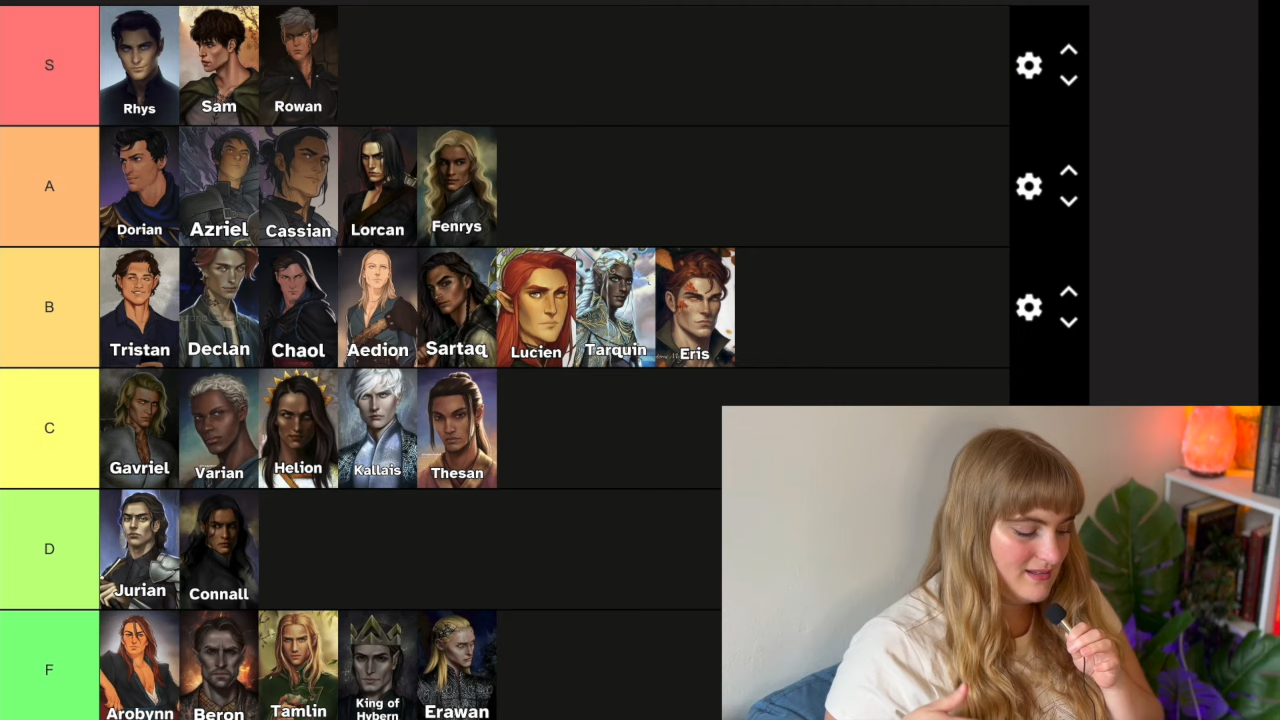 S
Rhys
Sam
Rowan
A
Dorian
Azriel
Cassian
Lorcan
Fenrys
B
Tristan
Declan
Chaol
Aedion
Sartaq
Lucien
Tarquin
Eris
C
Gavriel
Varian
Helion
Kallais
Thesan
D
Jurian
Connall
F
Arobynn
Beron
Tamlin
King of
Hybern
Erawan